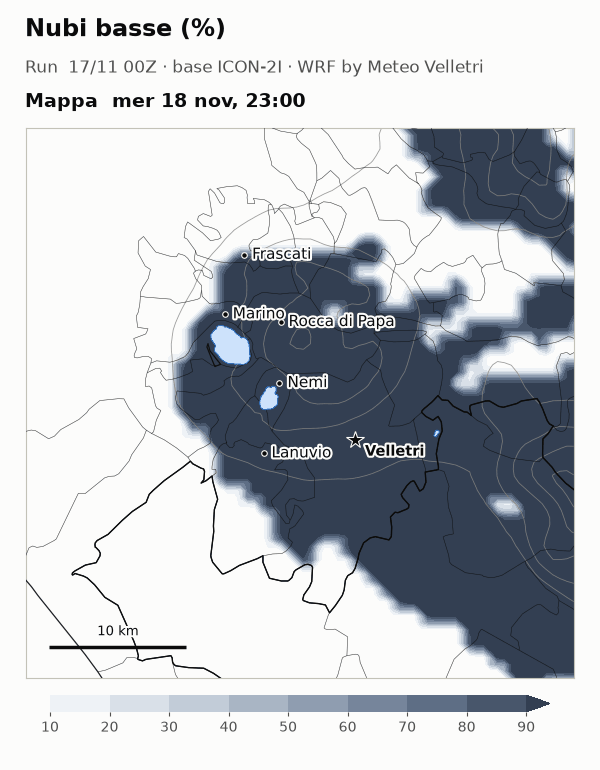 Nubi basse (%)
Run  17/11 00Z · base ICON-2I · WRF by Meteo Velletri
Mappa  mer 18 nov, 23:00
Frascati
Marino
Rocca di Papa
Nemi
Velletri
Lanuvio
10 km
10 20 30 40 50 60 70 80 90